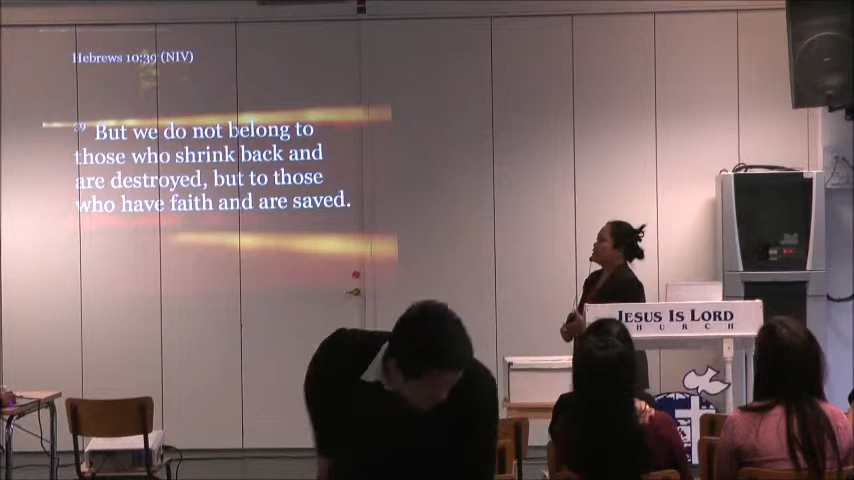 Hebrews 10:39 (NIV)
39 But we do not belong to
those who shrink back and
are destroyed, but to those
who have faith and are saved.
JESUS IS LORD
CHURCH